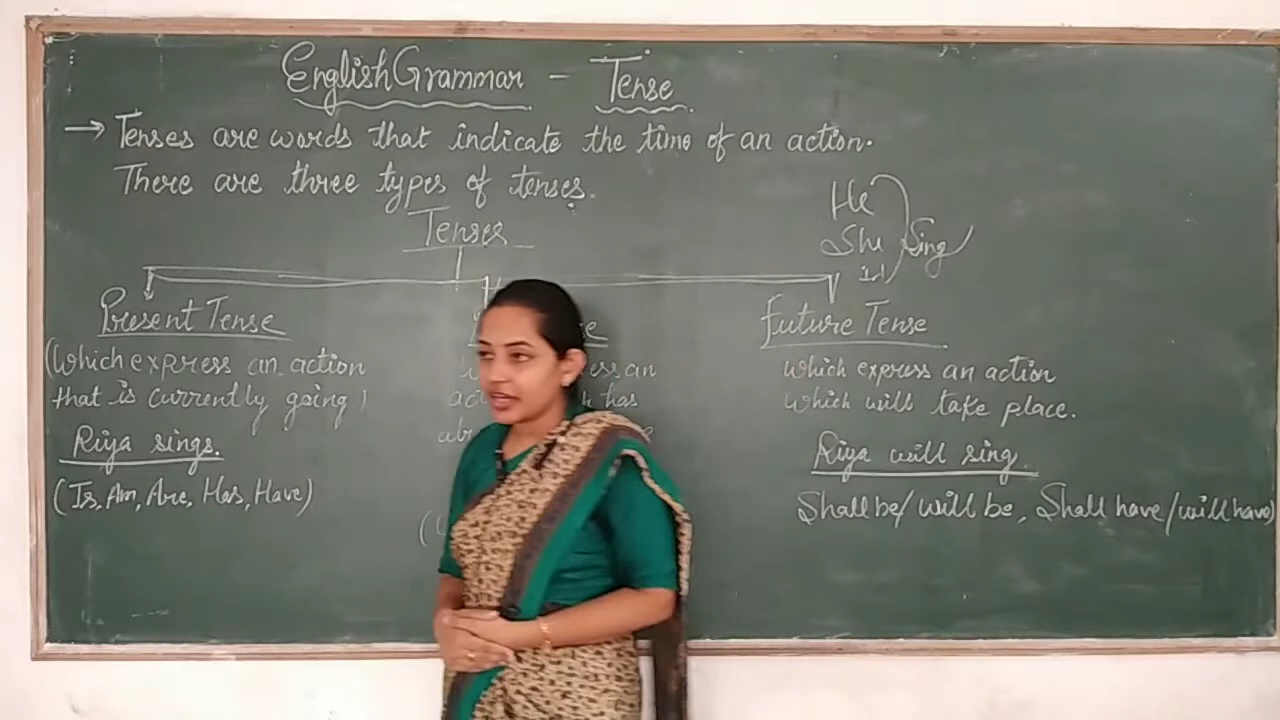 English Grammar - Tense
→ Tenses are words that indicate the time of an action.
There are three types of tenses.
He
She
Sing
Tenses
Present Tense
(Which express an action
that is currently going)
Riya sings.
(Is, Am, Are, Has, Have)
an
has
Future Tense
which express an action
which will take place.
Riya will sing.
Shall be/ will be, Shall have/will have)